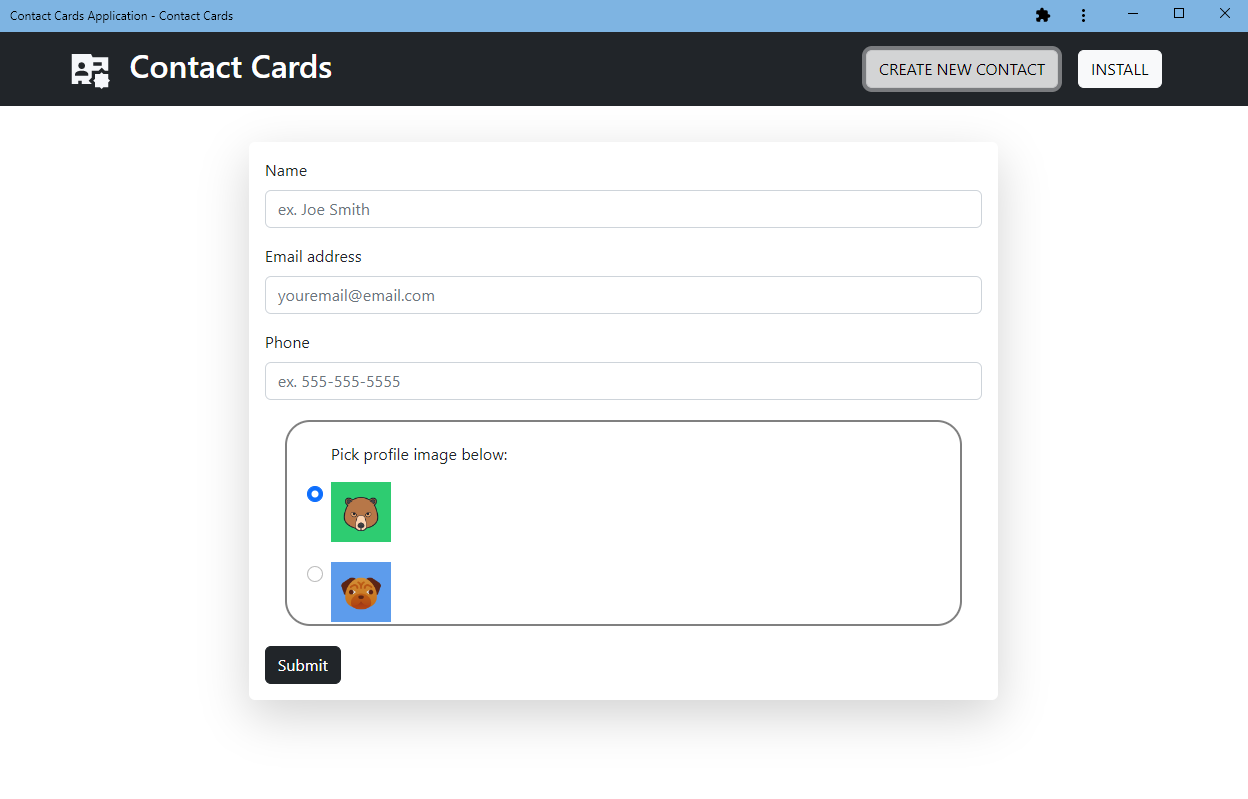 Contact Cards Application - Contact Cards
Contact Cards
CREATE NEW CONTACT
INSTALL
Name
ex. Joe Smith
Email address
youremail@email.com
Phone
ex. 555-555-5555
Pick profile image below:
Submit